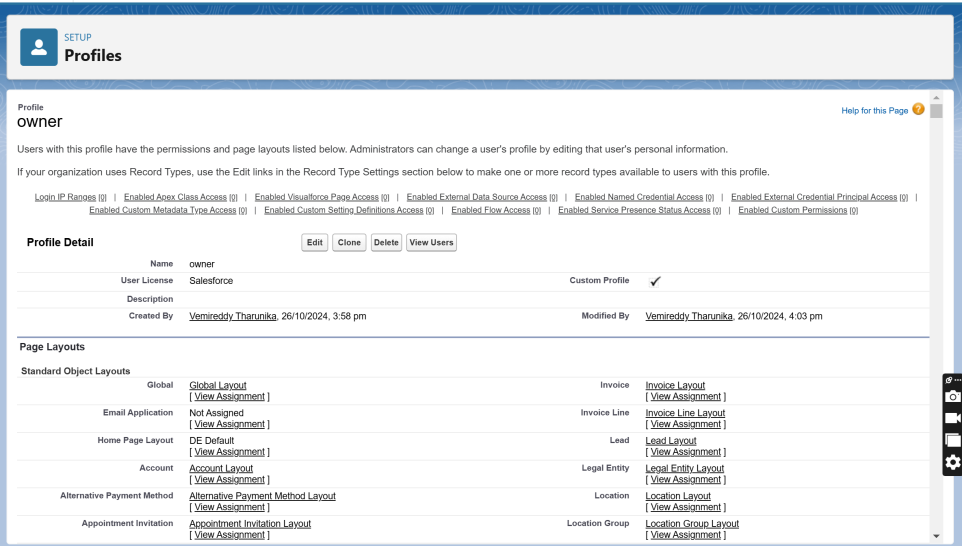 SETUP
Profiles
Profile
owner
Help for this Page ?
Users with this profile have the permissions and page layouts listed below. Administrators can change a user's profile by editing that user's personal information.
If your organization uses Record Types, use the Edit links in the Record Type Settings section below to make one or more record types available to users with this profile.
Login IP Ranges [0] | Enabled Apex Class Access [0] | Enabled Visualforce Page Access [0] | Enabled External Data Source Access [0] | Enabled Named Credential Access [0] | Enabled External Credential Principal Access [0] |
Enabled Custom Metadata Type Access [0] | Enabled Custom Setting Definitions Access [0] | Enabled Flow Access [0] | Enabled Service Presence Status Access [0] | Enabled Custom Permissions [0]
Profile Detail Edit Clone Delete View Users
Name owner
User License Salesforce Custom Profile ✓
Description
Created By Vemireddy Tharunika, 26/10/2024, 3:58 pm Modified By Vemireddy Tharunika, 26/10/2024, 4:03 pm
Page Layouts
Standard Object Layouts
Global Global Layout Invoice Invoice Layout
[ View Assignment ] [ View Assignment ]
Email Application Not Assigned Invoice Line Invoice Line Layout
[ View Assignment ] [ View Assignment ]
Home Page Layout DE Default Lead Lead Layout
[ View Assignment ] [ View Assignment ]
Account Account Layout Legal Entity Legal Entity Layout
[ View Assignment ] [ View Assignment ]
Alternative Payment Method Alternative Payment Method Layout Location Location Layout
[ View Assignment ] [ View Assignment ]
Appointment Invitation Appointment Invitation Layout Location Group Location Group Layout
[ View Assignment ] [ View Assignment ]